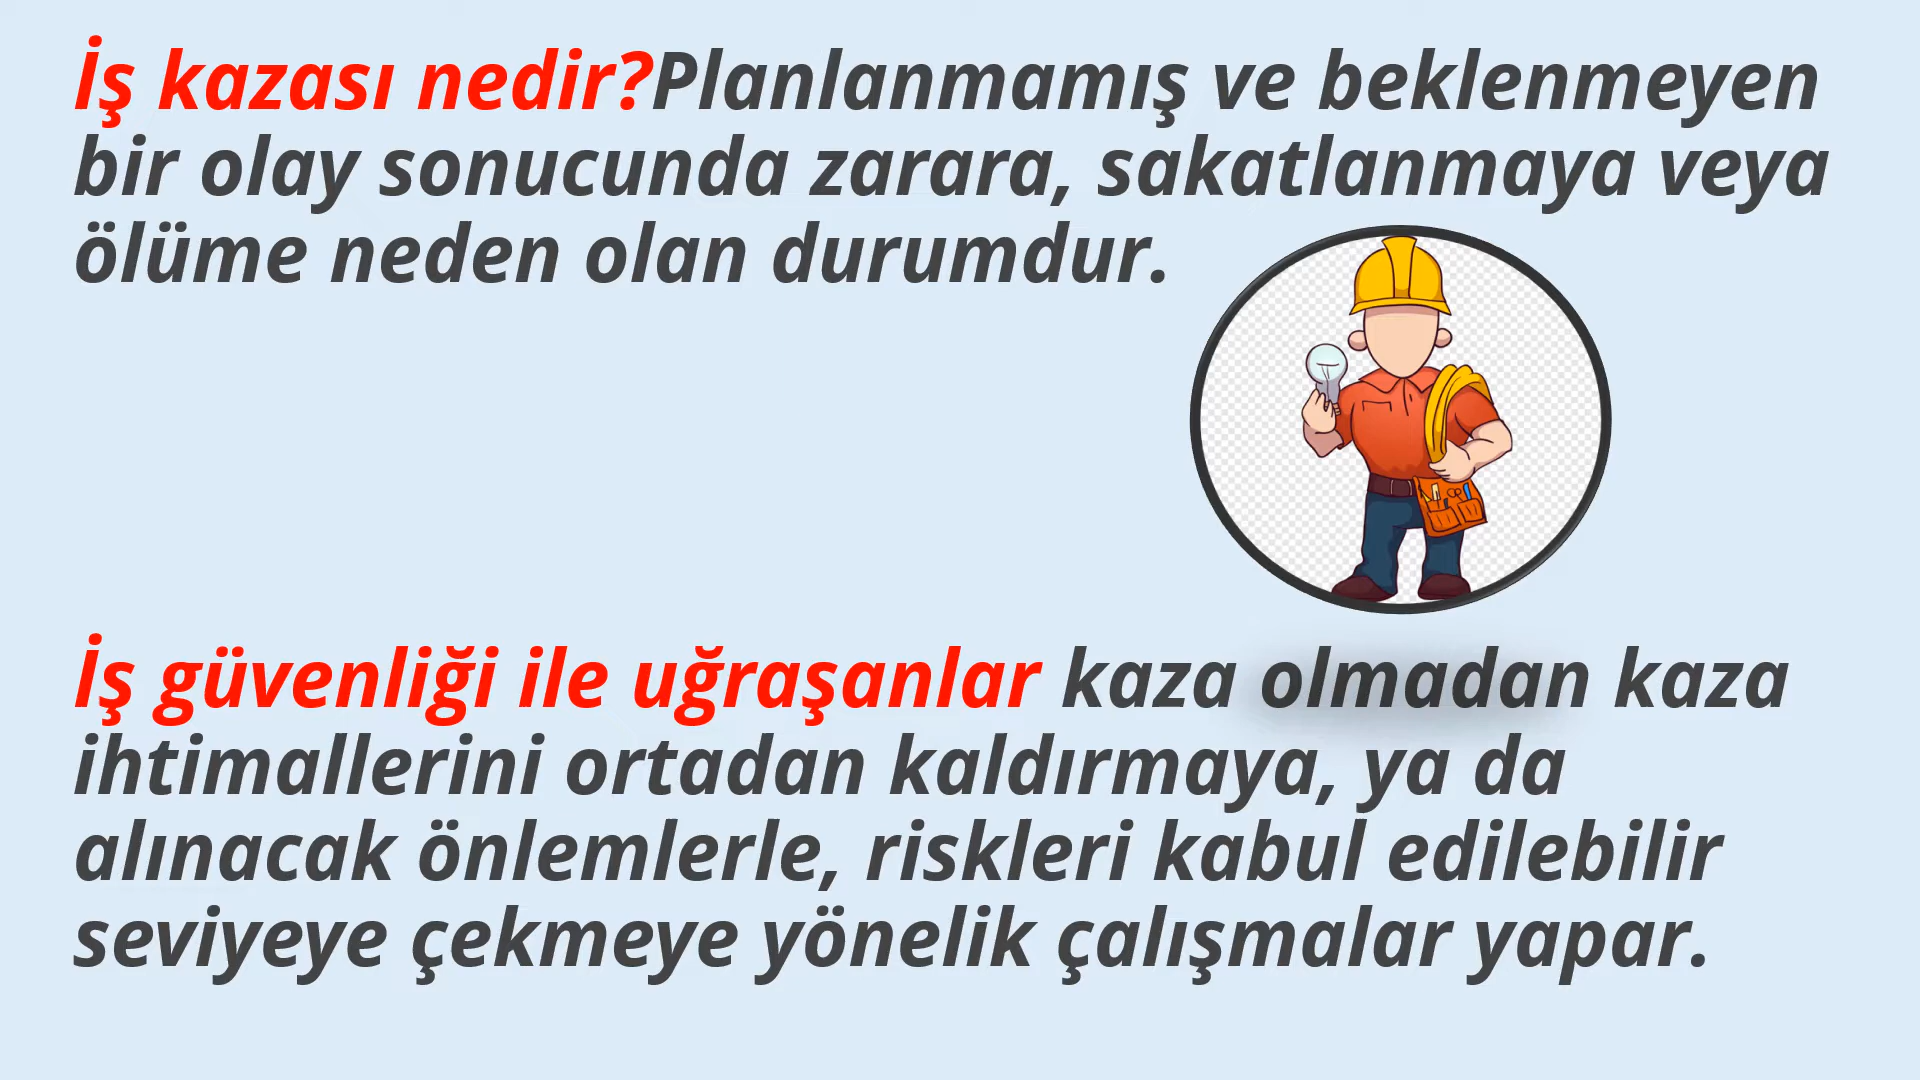 İş kazası nedir?Planlanmamış ve beklenmeyen
bir olay sonucunda zarara, sakatlanmaya veya
ölüme neden olan durumdur.
İş güvenliği ile uğraşanlar kaza olmadan kaza
ihtimallerini ortadan kaldırmaya, ya da
alınacak önlemlerle, riskleri kabul edilebilir
seviyeye çekmeye yönelik çalışmalar yapar.